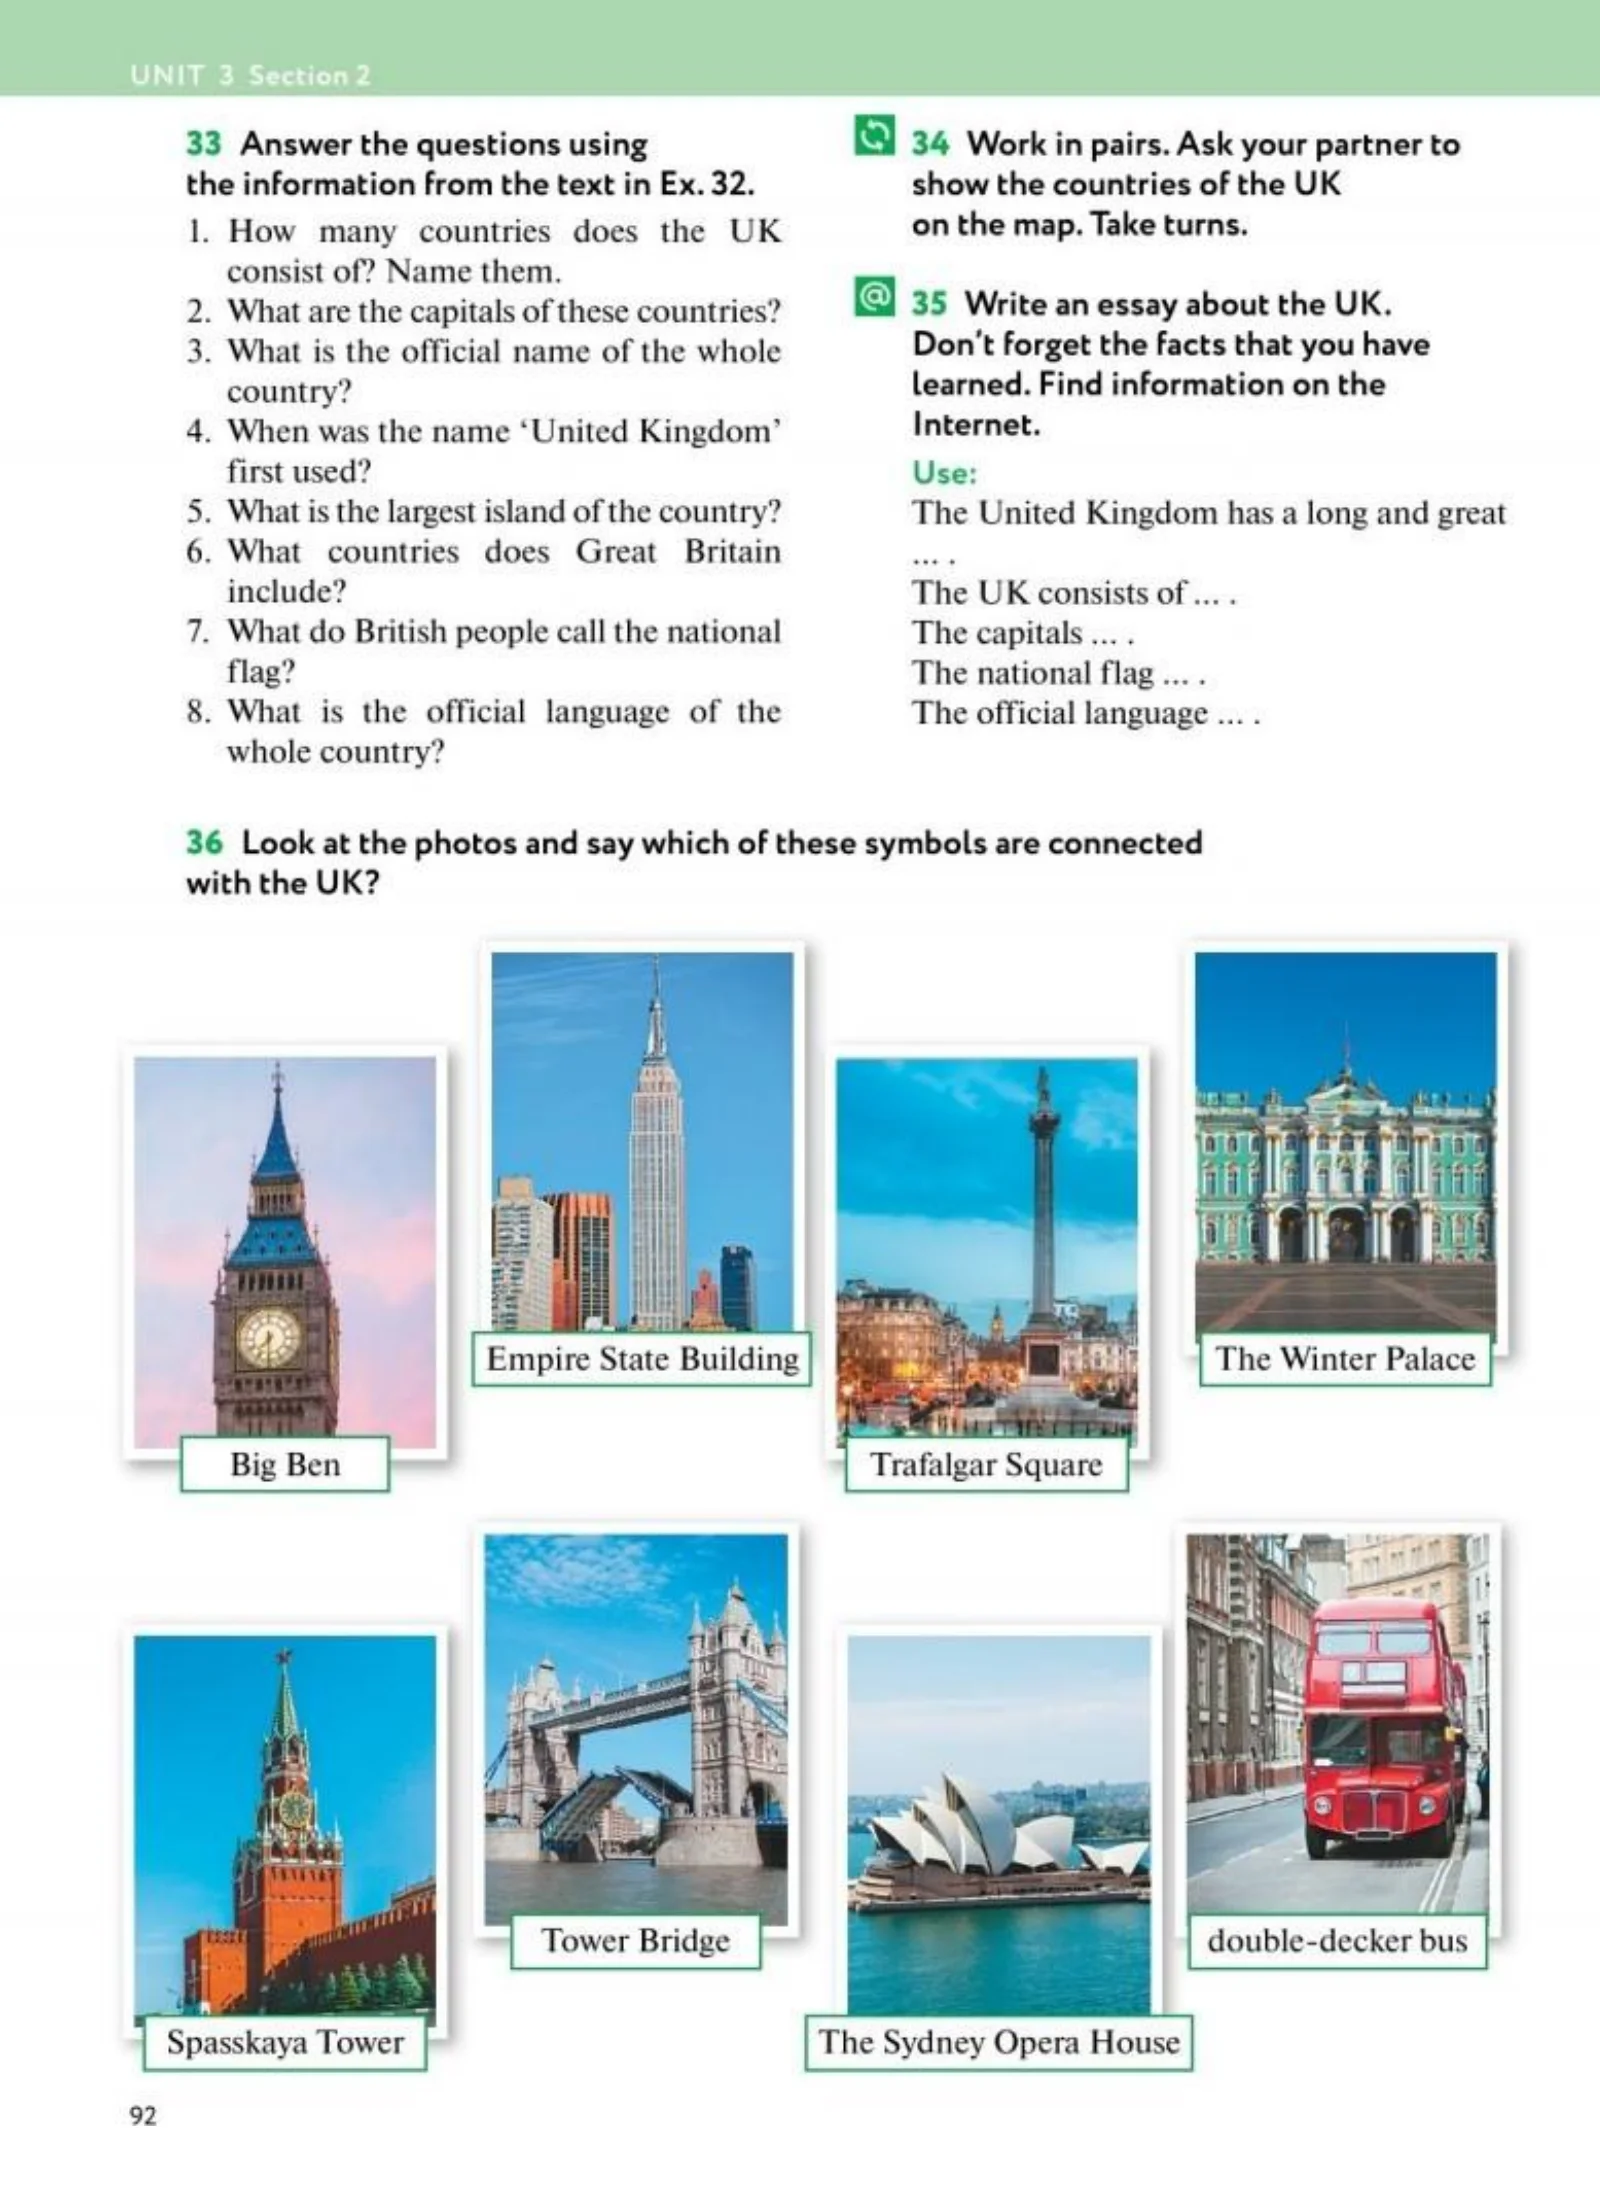 UNIT 3 Section 2
33 Answer the questions using
the information from the text in Ex. 32.
1. How many countries does the UK
consist of? Name them.
2. What are the capitals of these countries?
3. What is the official name of the whole
country?
4. When was the name ‘United Kingdom’
first used?
5. What is the largest island of the country?
6. What countries does Great Britain
include?
7. What do British people call the national
flag?
8. What is the official language of the
whole country?
34 Work in pairs. Ask your partner to
show the countries of the UK
on the map. Take turns.
@ 35 Write an essay about the UK.
Don't forget the facts that you have
learned. Find information on the
Internet.
Use:
The United Kingdom has a long and great
... .
The UK consists of ... .
The capitals ... .
The national flag ... .
The official language ... .
36 Look at the photos and say which of these symbols are connected
with the UK?
Big Ben
Empire State Building
Trafalgar Square
The Winter Palace
Spasskaya Tower
Tower Bridge
The Sydney Opera House
double-decker bus
92